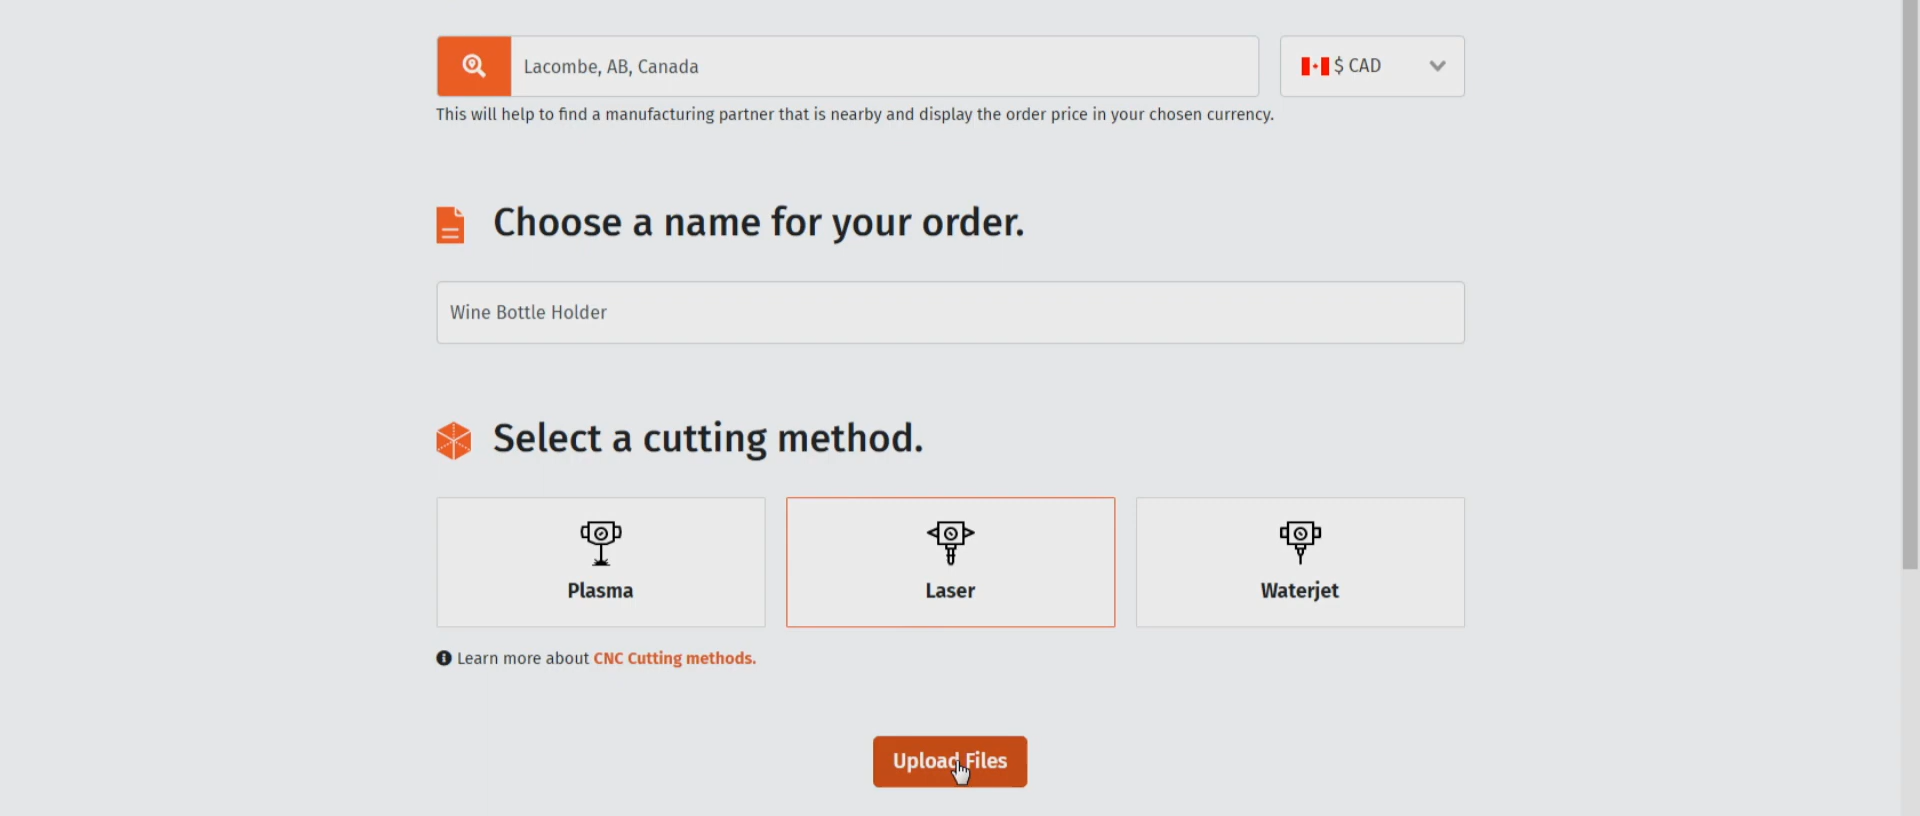 Lacombe, AB, Canada
$ CAD
This will help to find a manufacturing partner that is nearby and display the order price in your chosen currency.
Choose a name for your order.
Wine Bottle Holder
Select a cutting method.
Plasma
Laser
Waterjet
Learn more about CNC Cutting methods.
Upload Files